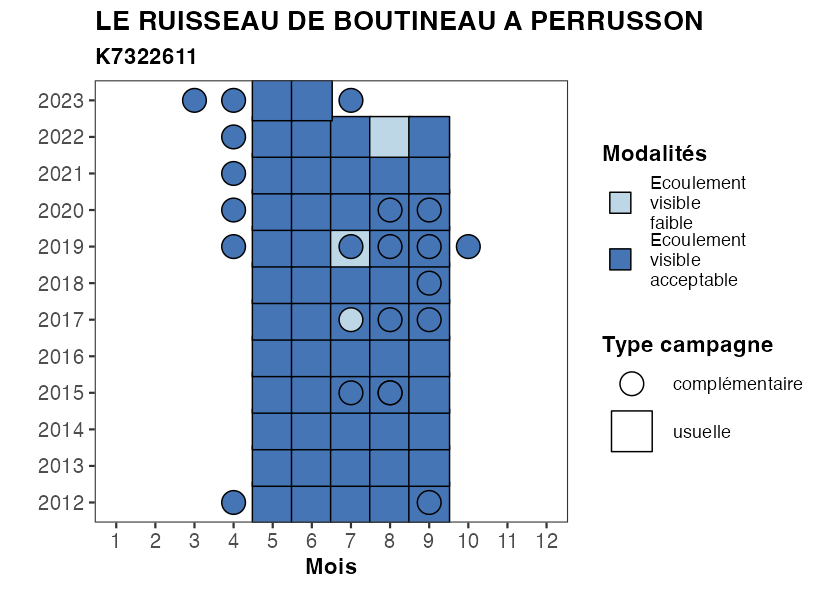 LE RUISSEAU DE BOUTINEAU A PERRUSSON
K7322611
2023
2022
2021
2020
2019
2018
2017
2016
2015
2014
2013
2012
1 2 3 4 5 6 7 8 9 10 11 12
Mois
Modalités
Ecoulement
visible
faible
Ecoulement
visible
acceptable
Type campagne
complémentaire
usuelle